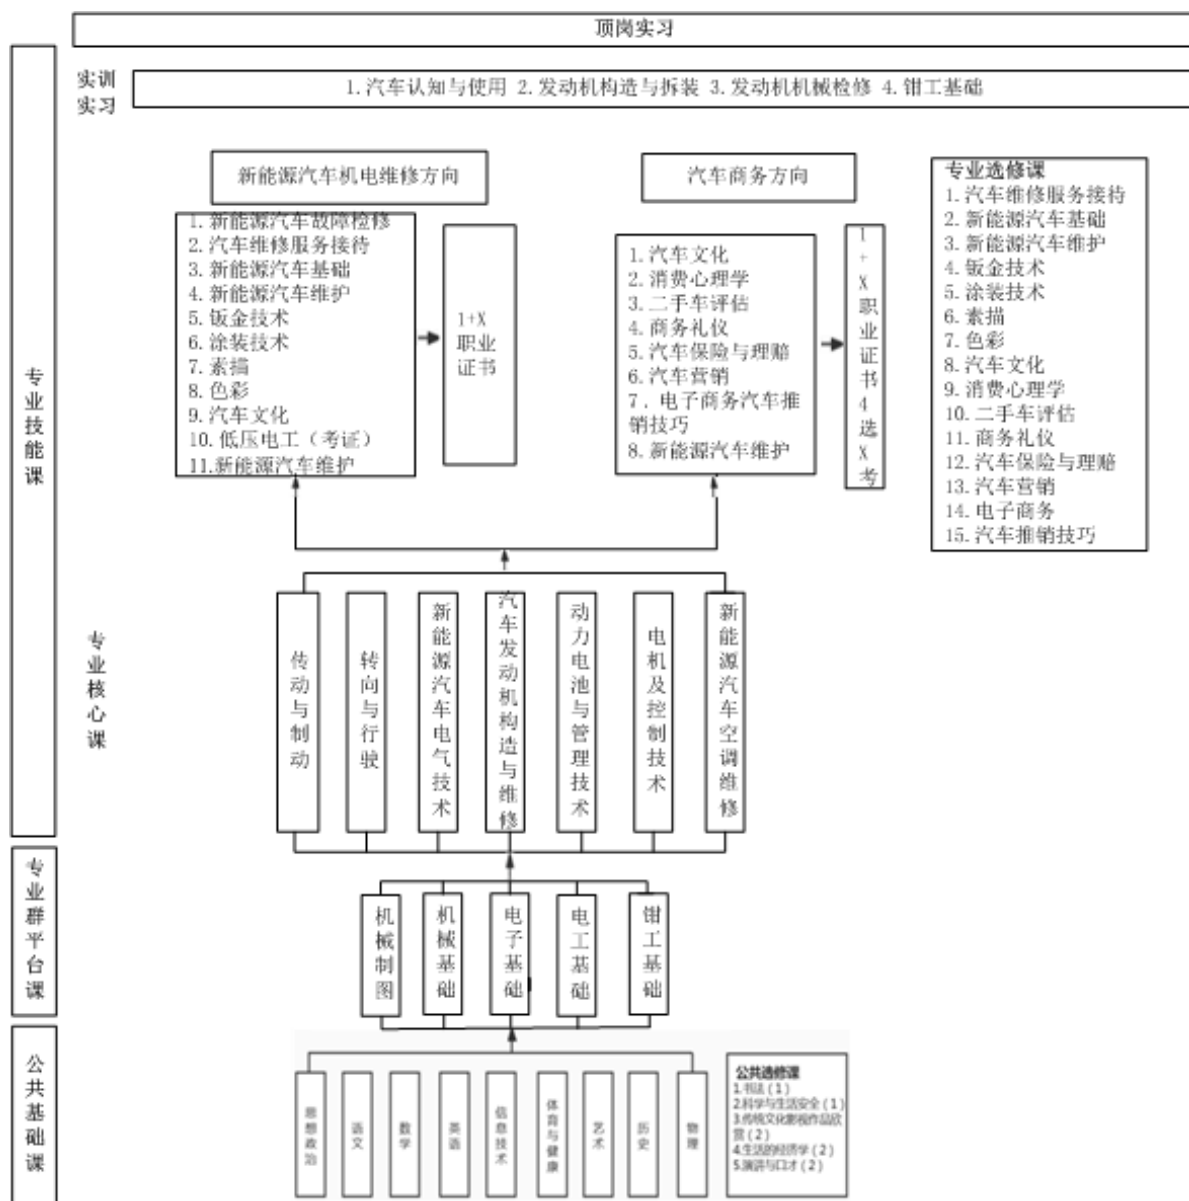 顶岗实习
实训
实习
1.汽车认知与使用 2.发动机构造与拆装 3.发动机机械检修 4.钳工基础
专业技能课
新能源汽车机电维修方向
1.新能源汽车故障检修
2.汽车维修服务接待
3.新能源汽车基础
4.新能源汽车维护
5.钣金技术
6.涂装技术
7.素描
8.色彩
9.汽车文化
10.低压电工（考证）
11.新能源汽车维护
1+X
职业
证书
汽车商务方向
1.汽车文化
2.消费心理学
3.二手车评估
4.商务礼仪
5.汽车保险与理赔
6.汽车营销
7，电子商务汽车推
销技巧
8.新能源汽车维护
1+X职业证书4选X考
专业选修课
1.汽车维修服务接待
2.新能源汽车基础
3.新能源汽车维护
4.钣金技术
5.涂装技术
6.素描
7.色彩
8.汽车文化
9.消费心理学
10.二手车评估
11.商务礼仪
12.汽车保险与理赔
13.汽车营销
14.电子商务
15.汽车推销技巧
专业核心课
传动与制动
转向与行驶
新能源汽车电气技术
汽车发动机构造与维修
动力电池与管理技术
电机及控制技术
新能源汽车空调维修
专业群平台课
机械制图
机械基础
电子基础
电工基础
钳工基础
公共基础课
思想政治
语文
数学
英语
信息技术
体育与健康
艺术
历史
物理
公共选修课
1.书法(1)
2.科学与生活安全(1)
3.传统文化影视作品欣
赏(2)
4.生活的经济学(2)
5.演讲与口才(2)